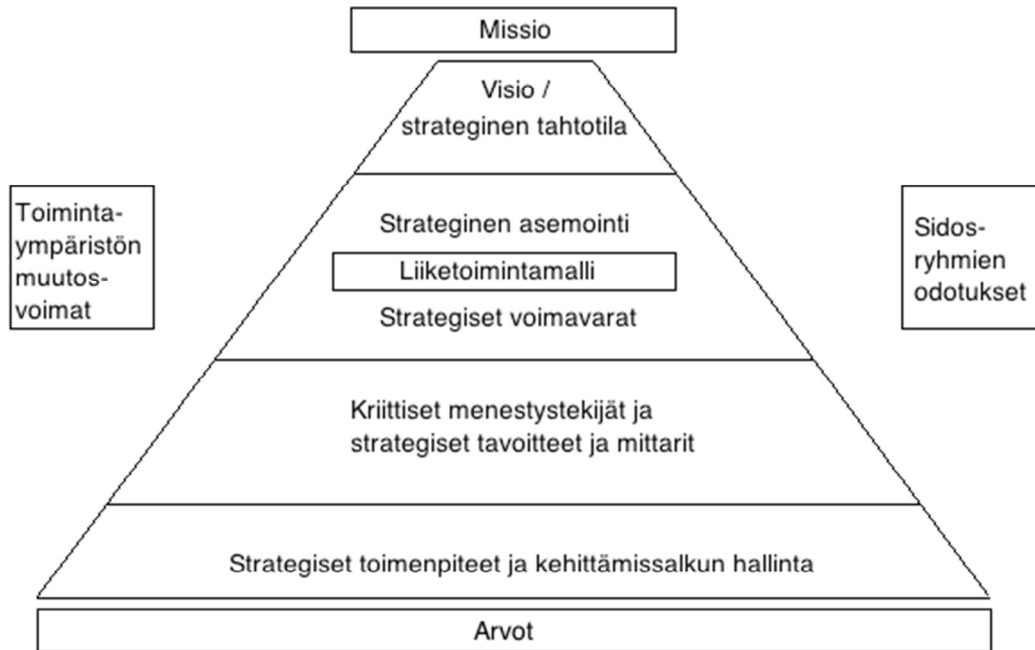 Missio
Visio /
strateginen tahtotila
Toiminta-
ympäristön
muutos-
voimat
Strateginen asemointi
Liiketoimintamalli
Strategiset voimavarat
Sidos-
ryhmien
odotukset
Kriittiset menestystekijät ja
strategiset tavoitteet ja mittarit
Strategiset toimenpiteet ja kehittämissalkun hallinta
Arvot